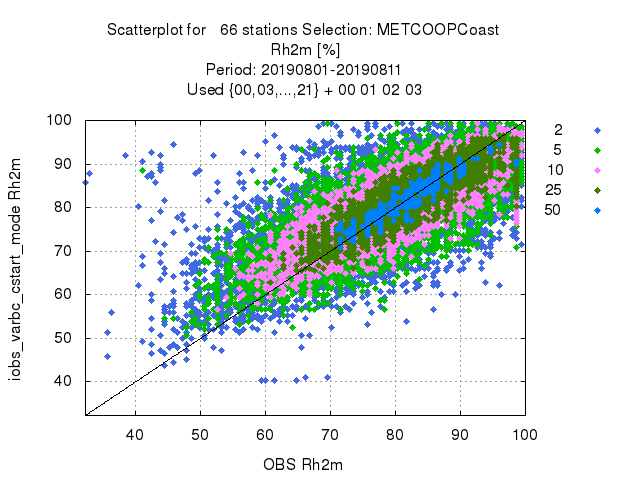 Scatterplot for 66 stations Selection: METCOOPCoast
Rh2m [%]
Period: 20190801-20190811
Used {00,03,...,21} + 00 01 02 03
100
90
80
70
60
50
40
iobs_varbc_cstart_mode Rh2m
40 50 60 70 80 90 100
OBS Rh2m
2
5
10
25
50